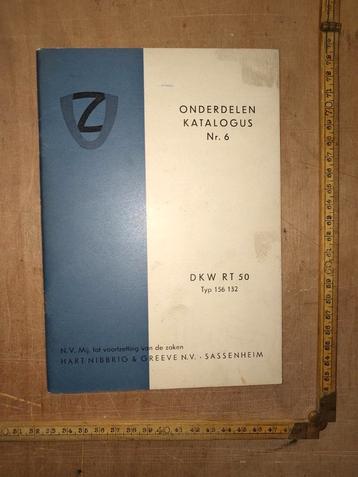 Z
ONDERDELEN
KATALOGUS
Nr. 6
DKW RT 50
Typ 156 132
N.V. Mij. tot voortzetting van de zaken
HART NIBBRIG & GREEVE N.V. · SASSENHEIM